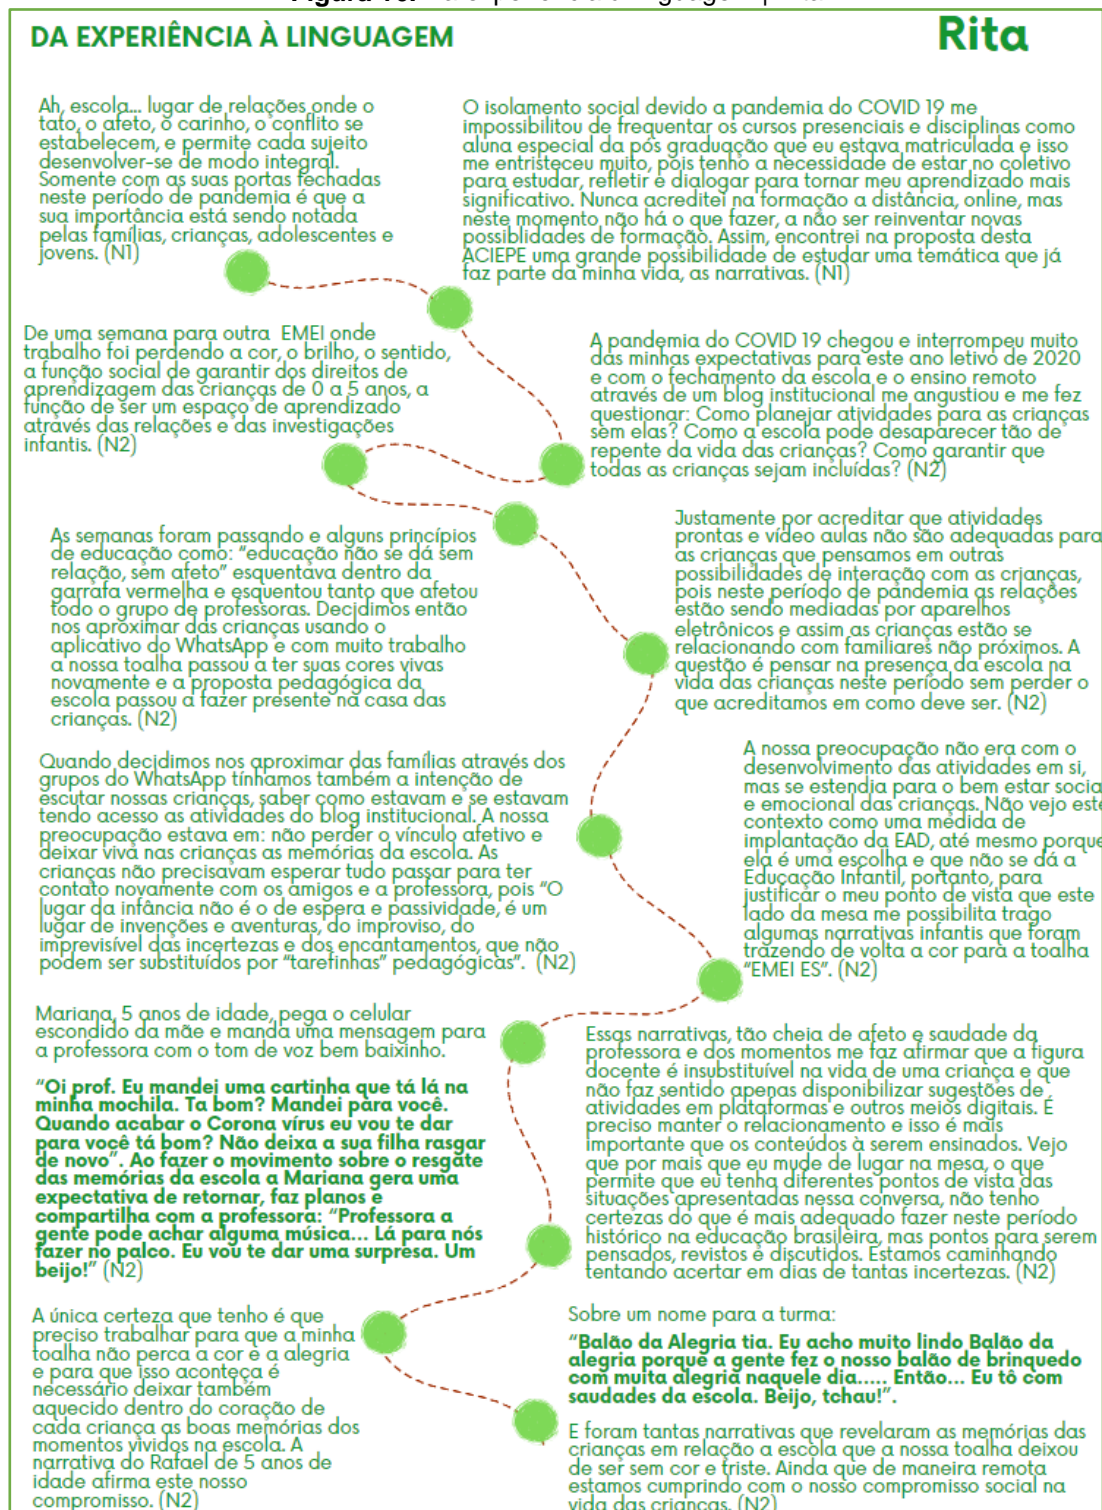 DA EXPERIÊNCIA À LINGUAGEM
Rita
Ah, escola... lugar de relações onde o
tato, o afeto, o carinho, o conflito se
estabelecem, e permite cada sujeito
desenvolver-se de modo integral.
Somente com as suas portas fechadas
neste período de pandemia é que a
sua importância está sendo notada
pelas famílias, crianças, adolescentes e
jovens. (N1)
O isolamento social devido a pandemia do COVID 19 me
impossibilitou de frequentar os cursos presenciais e disciplinas como
aluna especial da pós graduação que eu estava matriculada e isso
me entristeceu muito, pois tenho a necessidade de estar no coletivo
para estudar, refletir e dialogar para tornar meu aprendizado mais
significativo. Nunca acreditei na formação a distância, online, mas
neste momento não há o que fazer, a não ser reinventar novas
possiblidades de formação. Assim, encontrei na proposta desta
ACIEPE uma grande possibilidade de estudar uma temática que já
faz parte da minha vida, as narrativas. (N1)
De uma semana para outra EMEI onde
trabalho foi perdendo a cor, o brilho, o sentido,
a função social de garantir dos direitos de
aprendizagem das crianças de 0 a 5 anos, a
função de ser um espaço de aprendizado
através das relações e das investigações
infantis. (N2)
A pandemia do COVID 19 chegou e interrompeu muito
das minhas expectativas para este ano letivo de 2020
e com o fechamento da escola e o ensino remoto
através de um blog institucional me angustiou e me fez
questionar: Como planejar atividades para as crianças
sem elas? Como a escola pode desaparecer tão de
repente da vida das crianças? Como garantir que
todas as crianças sejam incluídas? (N2)
As semanas foram passando e alguns princípios
de educação como: “educação não se dá sem
relação, sem afeto” esquentava dentro da
garrafa vermelha e esquentou tanto que afetou
todo o grupo de professoras. Decidimos então
nos aproximar das crianças usando o
aplicativo do WhatsApp e com muito trabalho
a nossa toalha passou a ter suas cores vivas
novamente e a proposta pedagógica da
escola passou a fazer presente na casa das
crianças. (N2)
Justamente por acreditar que atividades
prontas e vídeo aulas não são adequadas para
as crianças que pensamos em outras
possibilidades de interação com as crianças,
pois neste período de pandemia as relações
estão sendo mediadas por aparelhos
eletrônicos e assim as crianças estão se
relacionando com familiares não próximos. A
questão é pensar na presença da escola na
vida das crianças neste período sem perder o
que acreditamos em como deve ser. (N2)
Quando decidimos nos aproximar das famílias através dos
grupos do WhatsApp tínhamos também a intenção de
escutar nossas crianças, saber como estavam e se estavam
tendo acesso as atividades do blog institucional. A nossa
preocupação estava em: não perder o vínculo afetivo e
deixar viva nas crianças as memórias da escola. As
crianças não precisavam esperar tudo passar para ter
contato novamente com os amigos e a professora, pois “O
lugar da infância não é o de espera e passividade, é um
lugar de invenções e aventuras, do improviso, do
imprevisível das incertezas e dos encantamentos, que não
podem ser substituídos por “tarefinhas” pedagógicas”. (N2)
A nossa preocupação não era com o
desenvolvimento das atividades em si,
mas se estendia para o bem estar socia
e emocional das crianças. Não vejo este
contexto como uma medida de
implantação da EAD, até mesmo porque
ela é uma escolha e que não se dá a
Educação Infantil, portanto, para
justificar o meu ponto de vista que este
lado da mesa me possibilita trago
algumas narrativas infantis que foram
trazendo de volta a cor para a toalha
“EMEI ES”. (N2)
Mariana, 5 anos de idade, pega o celular
escondido da mãe e manda uma mensagem para
a professora com o tom de voz bem baixinho.
“Oi prof. Eu mandei uma cartinha que tá lá na
minha mochila. Ta bom? Mandei para você.
Quando acabar o Corona vírus eu vou te dar
para você tá bom? Não deixa a sua filha rasgar
de novo”. Ao fazer o movimento sobre o resgate
das memórias da escola a Mariana gera uma
expectativa de retornar, faz planos e
compartilha com a professora: “Professora a
gente pode achar alguma música... Lá para nós
fazer no palco. Eu vou te dar uma surpresa. Um
beijo!” (N2)
Essas narrativas, tão cheia de afeto e saudade da
professora e dos momentos me faz afirmar que a figura
docente é insubstituível na vida de uma criança e que
não faz sentido apenas disponibilizar sugestões de
atividades em plataformas e outros meios digitais. É
preciso manter o relacionamento e isso é mais
importante que os conteúdos à serem ensinados. Vejo
que por mais que eu mude de lugar na mesa, o que
permite que eu tenha diferentes pontos de vista das
situações apresentadas nessa conversa, não tenho
certezas do que é mais adequado fazer neste período
histórico na educação brasileira, mas pontos para serem
pensados, revistos e discutidos. Estamos caminhando
tentando acertar em dias de tantas incertezas. (N2)
A única certeza que tenho é que
preciso trabalhar para que a minha
toalha não perca a cor e a alegria
e para que isso aconteça é
necessário deixar também
aquecido dentro do coração de
cada criança as boas memórias dos
momentos vividos na escola. A
narrativa do Rafael de 5 anos de
idade afirma este nosso
compromisso. (N2)
Sobre um nome para a turma:
“Balão da Alegria tia. Eu acho muito lindo Balão da
alegria porque a gente fez o nosso balão de brinquedo
com muita alegria naquele dia..... Então... Eu tô com
saudades da escola. Beijo, tchau!”.
E foram tantas narrativas que revelaram as memórias das
crianças em relação a escola que a nossa toalha deixou
de ser sem cor e triste. Ainda que de maneira remota
estamos cumprindo com o nosso compromisso social na
vida das crianças. (N2)